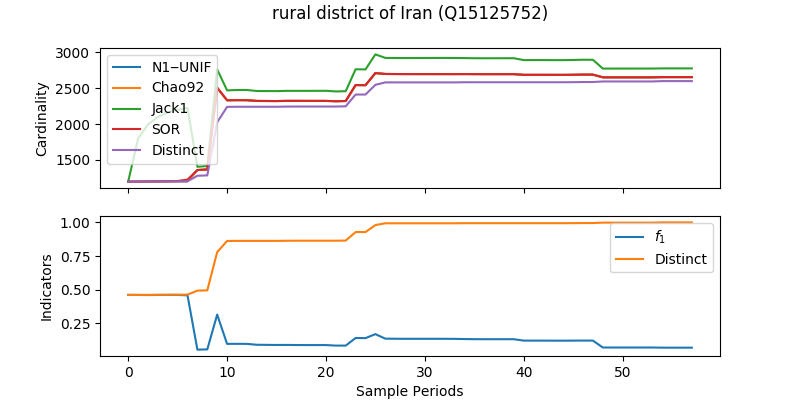 rural district of Iran (Q15125752)
3000
2500
2000
1500
Cardinality
N1−UNIF
Chao92
Jack1
SOR
Distinct
1.00
0.75
0.50
0.25
Indicators
f₁
Distinct
0
10
20
30
40
50
Sample Periods